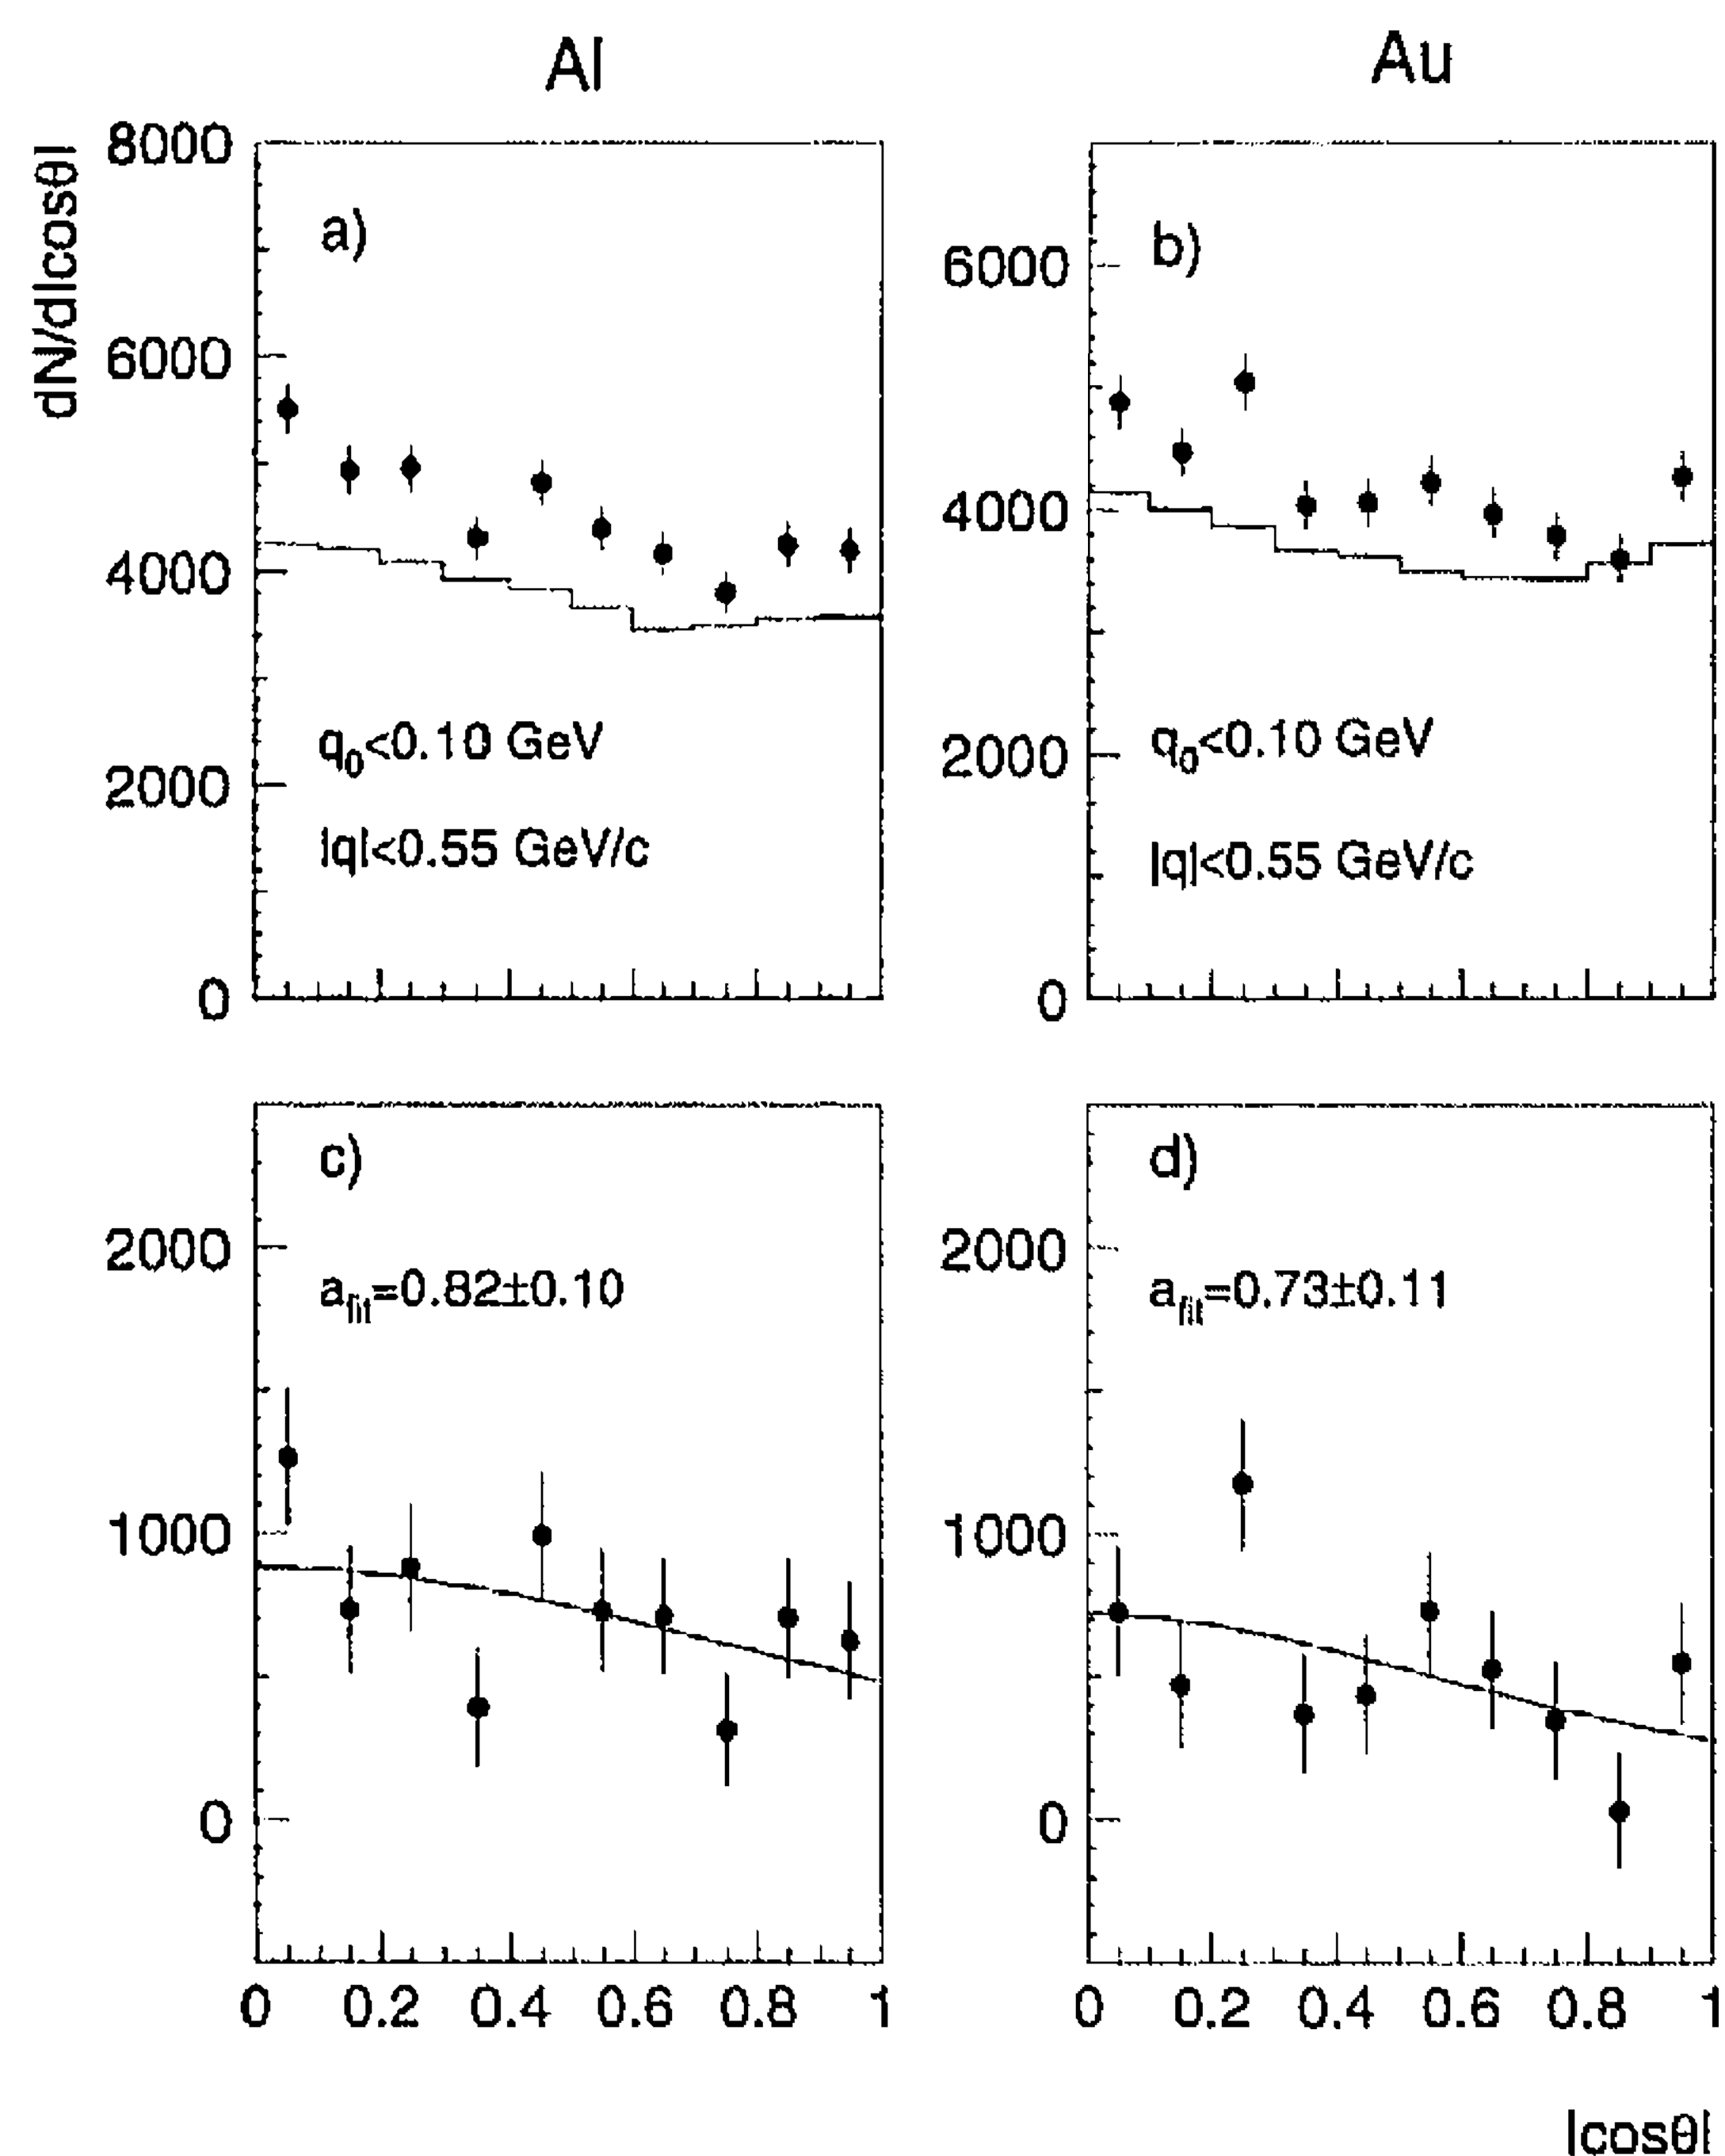 Al
Au
dN/d|cosθ|
8000
6000
4000
2000
0
a)
q₀<0.10 GeV
|q|<0.55 GeV/c
6000
4000
2000
0
b)
q₀<0.10 GeV
|q|<0.55 GeV/c
2000
1000
0
c)
a_fit=0.82±0.10
0 0.2 0.4 0.6 0.8 1
2000
1000
0
d)
a_fit=0.73±0.11
0 0.2 0.4 0.6 0.8 1
|cosθ|